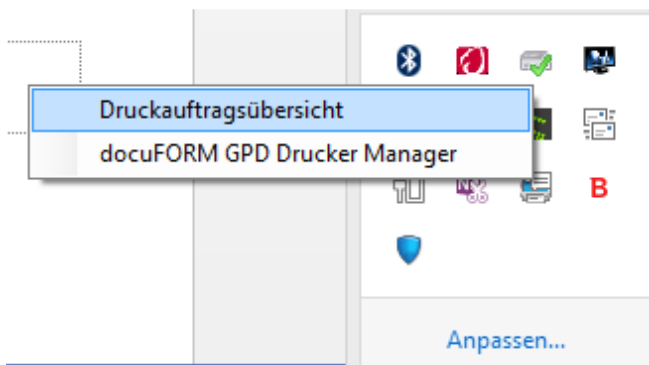 Druckauftragsübersicht
docuFORM GPD Drucker Manager
B
Anpassen...